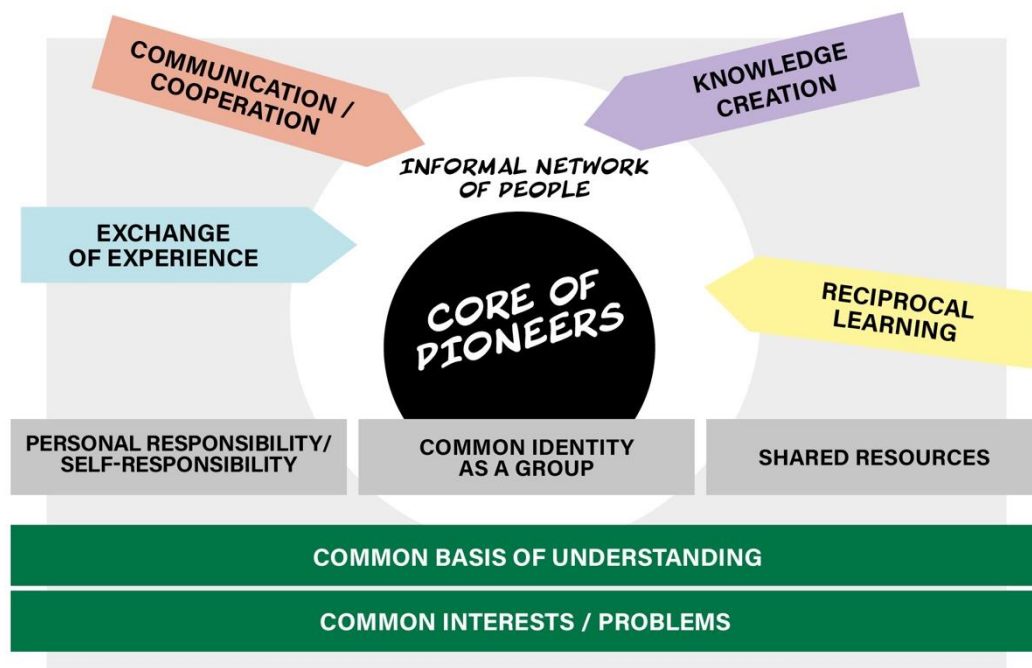 COMMUNICATION /
COOPERATION
KNOWLEDGE
CREATION
INFORMAL NETWORK
OF PEOPLE
EXCHANGE
OF EXPERIENCE
CORE OF
PIONEERS
RECIPROCAL
LEARNING
PERSONAL RESPONSIBILITY/
SELF-RESPONSIBILITY
COMMON IDENTITY
AS A GROUP
SHARED RESOURCES
COMMON BASIS OF UNDERSTANDING
COMMON INTERESTS / PROBLEMS